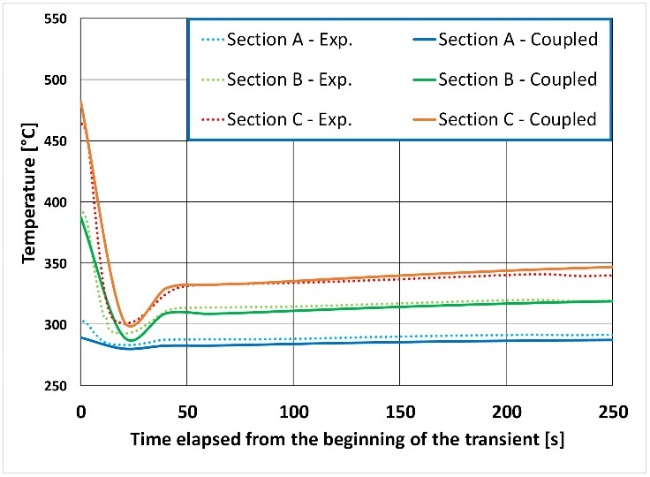 550
500
450
400
350
300
250
Temperature [°C]
Section A - Exp.
Section A - Coupled
Section B - Exp.
Section B - Coupled
Section C - Exp.
Section C - Coupled
0
50
100
150
200
250
Time elapsed from the beginning of the transient [s]